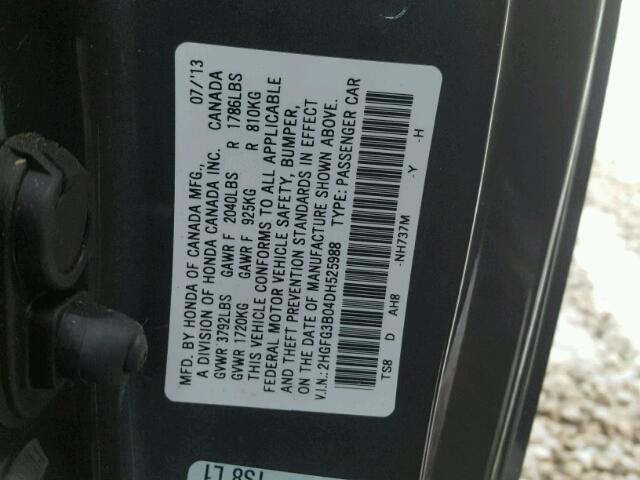 MFD. BY HONDA OF CANADA MFG., 07/'13
A DIVISION OF HONDA CANADA INC. CANADA
GVWR 3792LBS GAWR F 2040LBS R 1786LBS
GVWR 1720KG GAWR F 925KG R 810KG
THIS VEHICLE CONFORMS TO ALL APPLICABLE
FEDERAL MOTOR VEHICLE SAFETY, BUMPER,
AND THEFT PREVENTION STANDARDS IN EFFECT
ON THE DATE OF MANUFACTURE SHOWN ABOVE.
V.I.N.:2HGFG3B04DH525988 TYPE: PASSENGER CAR
TS8 D AH8 -NH737M -Y -H
TS8 L1